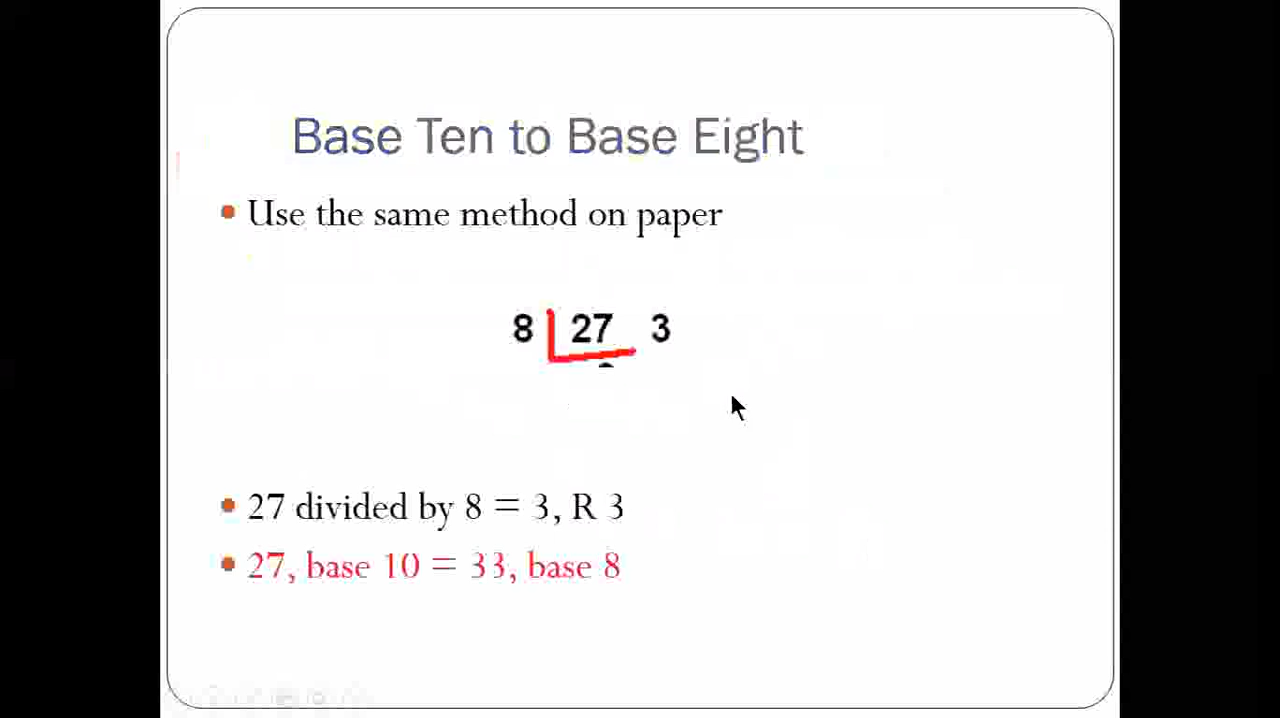 Base Ten to Base Eight
Use the same method on paper
8 27 3
27 divided by 8 = 3, R 3
27, base 10 = 33, base 8